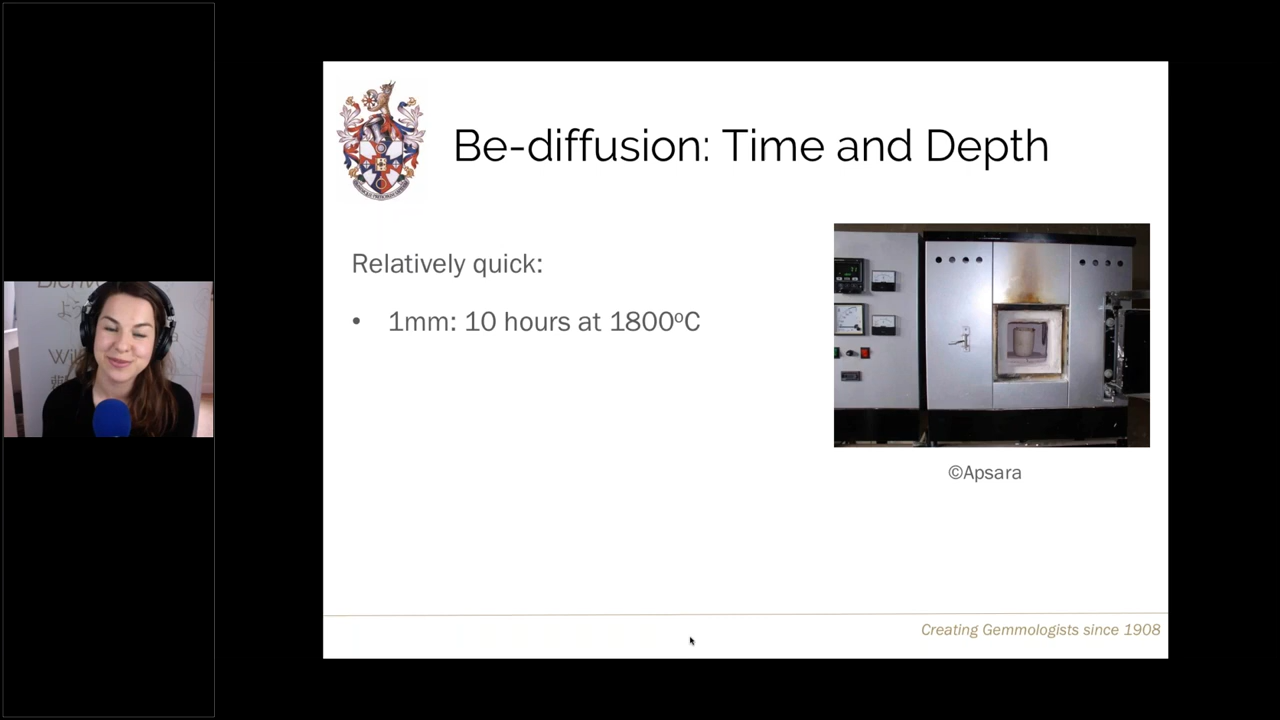 Be-diffusion: Time and Depth
Relatively quick:
• 1mm: 10 hours at 1800ºC
©Apsara
Creating Gemmologists since 1908